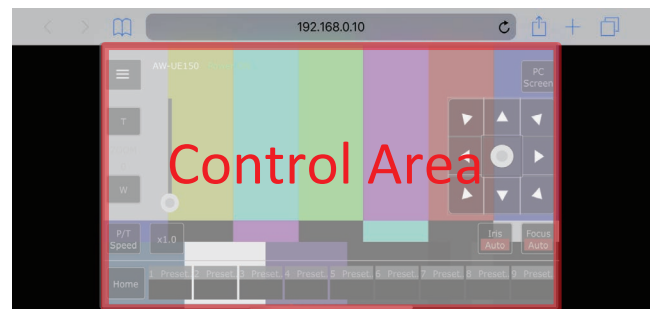 192.168.0.10
AW-UE150
PC
Screen
T
Control Area
W
P/T
Speed
x1.0
Iris
Auto
Focus
Auto
Home
1 Preset. 2 Preset. 3 Preset. 4 Preset. 5 Preset. 6 Preset. 7 Preset. 8 Preset. 9 Preset.